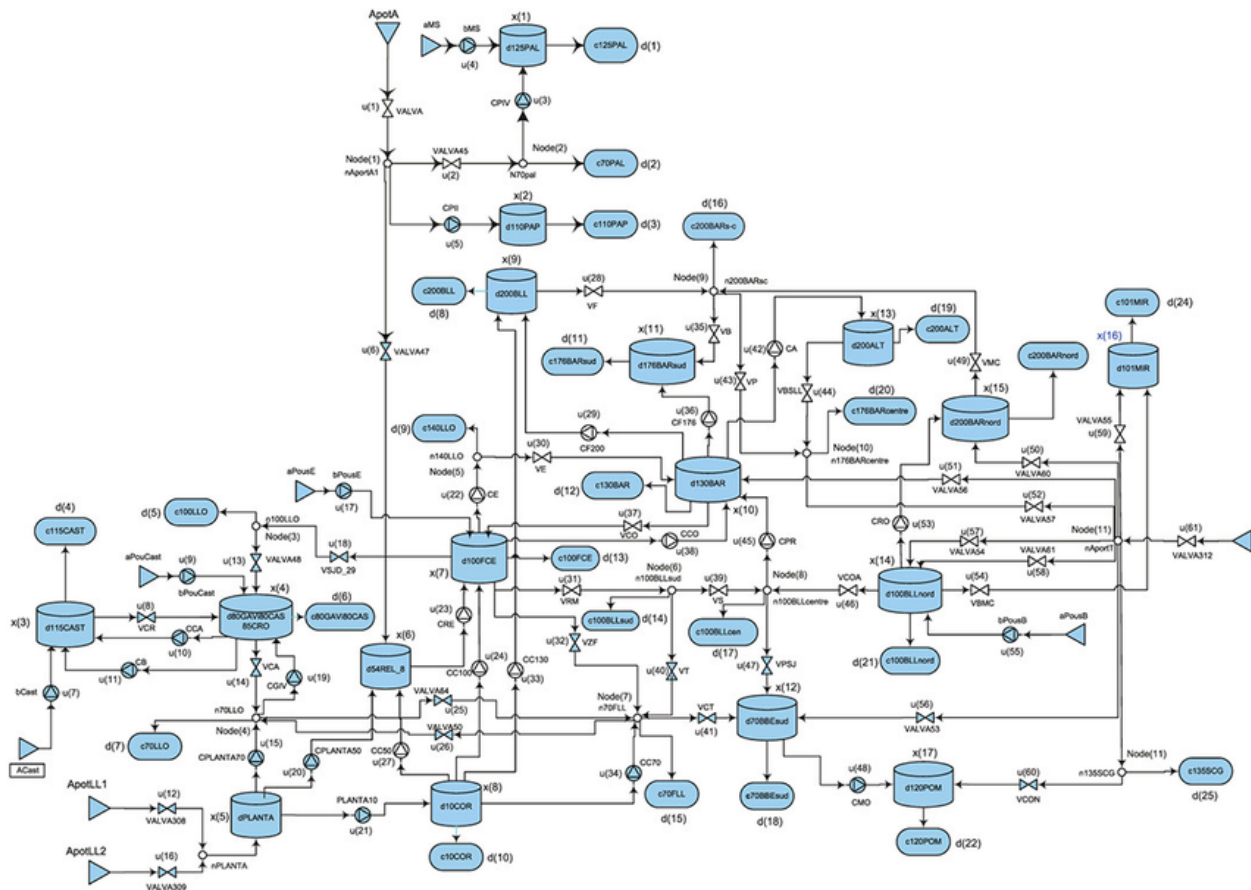 ApotA
aMS
bMS
u(4)
x(1)
d125PAL
c125PAL
d(1)
u(1)
VALVA
CPIV
u(3)
Node(1)
nAportA1
VALVA45
u(2)
Node(2)
N70pal
c70PAL
d(2)
CPII
u(5)
x(2)
d110PAP
c110PAP
d(3)
d(16)
c200BARs-c
x(9)
c200BLL
d(8)
d200BLL
u(28)
VF
Node(9)
n200BARsc
u(6)
VALVA47
d(11)
c176BARsud
x(11)
d176BARsud
u(35)
VB
u(42)
CA
x(13)
d200ALT
d(19)
c200ALT
u(43)
VP
VBSLL
u(44)
d(20)
c176BARcentre
u(49)
VMC
x(15)
d200BARnord
c200BARnord
c101MIR
d(24)
x(16)
d101MIR
VALVA55
u(59)
d(9)
c140LLO
n140LLO
Node(5)
u(30)
VE
u(29)
CF200
u(36)
CF176
Node(10)
n176BARcentre
u(50)
VALVA60
u(51)
VALVA56
u(52)
VALVA57
d(12)
c130BAR
d130BAR
x(10)
aPousE
bPousE
u(17)
u(22)
CE
u(37)
VCO
CCO
u(38)
u(45)
CPR
CRO
u(53)
u(57)
VALVA54
VALVA61
u(58)
Node(11)
nAportT
u(61)
VALVA312
d(4)
c115CAST
d(5)
c100LLO
n100LLO
Node(3)
u(13)
VALVA48
u(18)
VSJD_29
d100FCE
x(7)
c100FCE
d(13)
u(31)
VRM
Node(6)
n100BLLsud
u(39)
VS
Node(8)
n100BLLcentre
VCOA
u(46)
x(14)
d100BLLnord
u(54)
VBMC
aPouCast
u(9)
bPouCast
x(4)
d80GAVi80CAS
85CRO
d(6)
c80GAVi80CAS
x(3)
d115CAST
u(8)
VCR
CCA
u(10)
CB
u(11)
bCast
u(7)
VCA
u(14)
CGIV
u(19)
x(6)
d54REL_8
u(23)
CRE
u(24)
CC100
CC130
u(33)
u(32)
VZF
c100BLLsud
d(14)
u(40)
VT
c100BLLcen
d(17)
u(47)
VPSJ
c100BLLnord
d(21)
bPousB
u(55)
aPousB
n70LLO
Node(4)
c70LLO
d(7)
u(15)
CPLANTA70
VALVA64
u(25)
VALVA50
u(26)
CPLANTA50
u(20)
CC50
u(27)
Node(7)
n70FLL
VCT
u(41)
x(12)
d70BBEsud
u(56)
VALVA53
ACast
ApotLL1
u(12)
VALVA308
x(5)
dPLANTA
PLANTA10
u(21)
x(8)
d10COR
u(34)
CC70
c70FLL
d(15)
c70BBEsud
d(18)
u(48)
CMO
x(17)
d120POM
u(60)
VCON
Node(11)
n135SCG
c135SCG
d(25)
ApotLL2
u(16)
VALVA309
nPLANTA
c10COR
d(10)
c120POM
d(22)